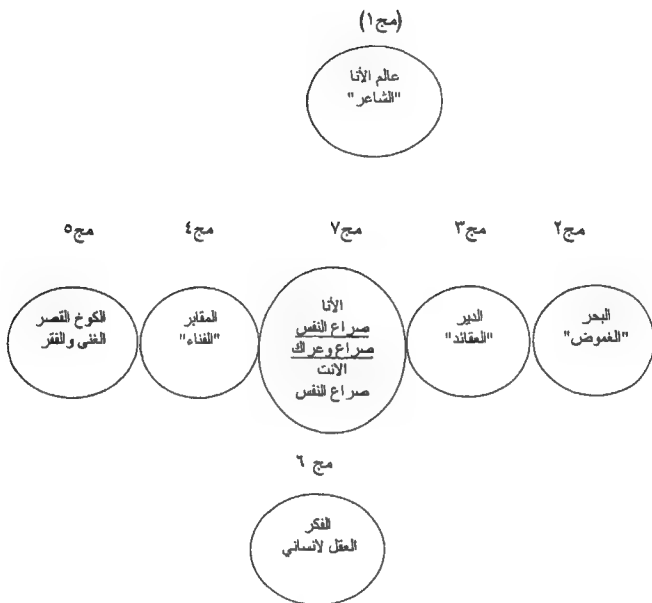 (مج١)
عالم الأنا
"الشاعر"
مج٢
مج٣
مج٧
مج٤
مج٥
البحر
"الغموض"
الدير
"العقائد"
الأنا
صراع النفس
صراع وعراك
الانت
صراع النفس
المقابر
"الفناء"
الكوخ القصر
الغنى والفقر
مج ٦
الفكر
العقل لانساني